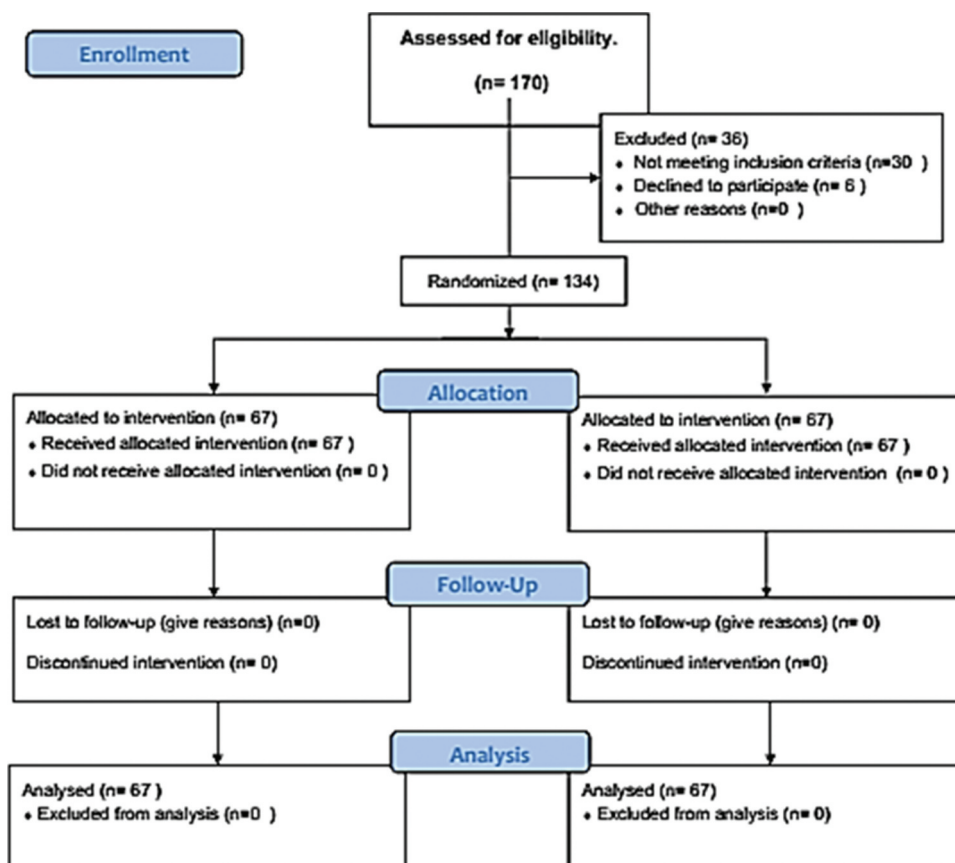 Enrollment
Assessed for eligibility.
(n= 170)
Excluded (n= 36)
♦ Not meeting inclusion criteria (n=30 )
♦ Declined to participate (n= 6 )
♦ Other reasons (n=0 )
Randomized (n= 134)
Allocation
Allocated to intervention (n= 67)
♦ Received allocated intervention (n= 67 )
♦ Did not receive allocated intervention (n= 0 )
Allocated to intervention (n= 67)
♦ Received allocated intervention (n= 67 )
♦ Did not receive allocated intervention (n= 0 )
Follow-Up
Lost to follow-up (give reasons) (n=0)
Discontinued intervention (n= 0)
Lost to follow-up (give reasons) (n= 0)
Discontinued intervention (n=0)
Analysis
Analysed (n= 67 )
♦ Excluded from analysis (n=0 )
Analysed (n= 67)
♦ Excluded from analysis (n= 0)